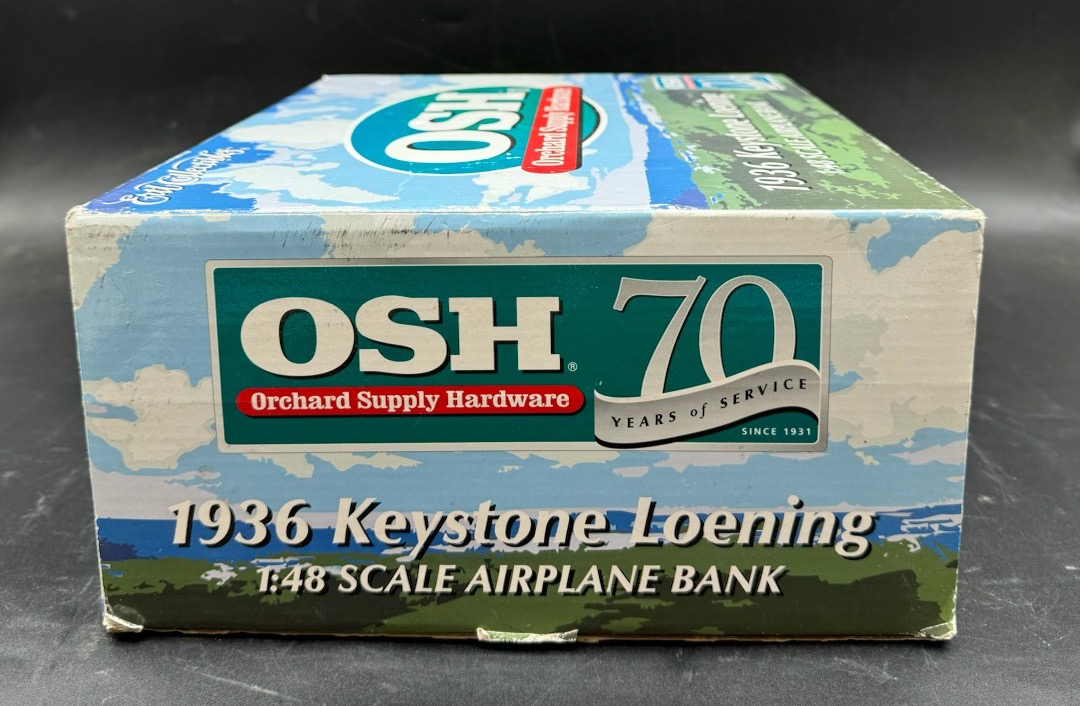 OSH
Orchard Supply Hardware
1936 Keystone Loening
OSH®
Orchard Supply Hardware
70
YEARS of SERVICE
SINCE 1931
1936 Keystone Loening
1:48 SCALE AIRPLANE BANK